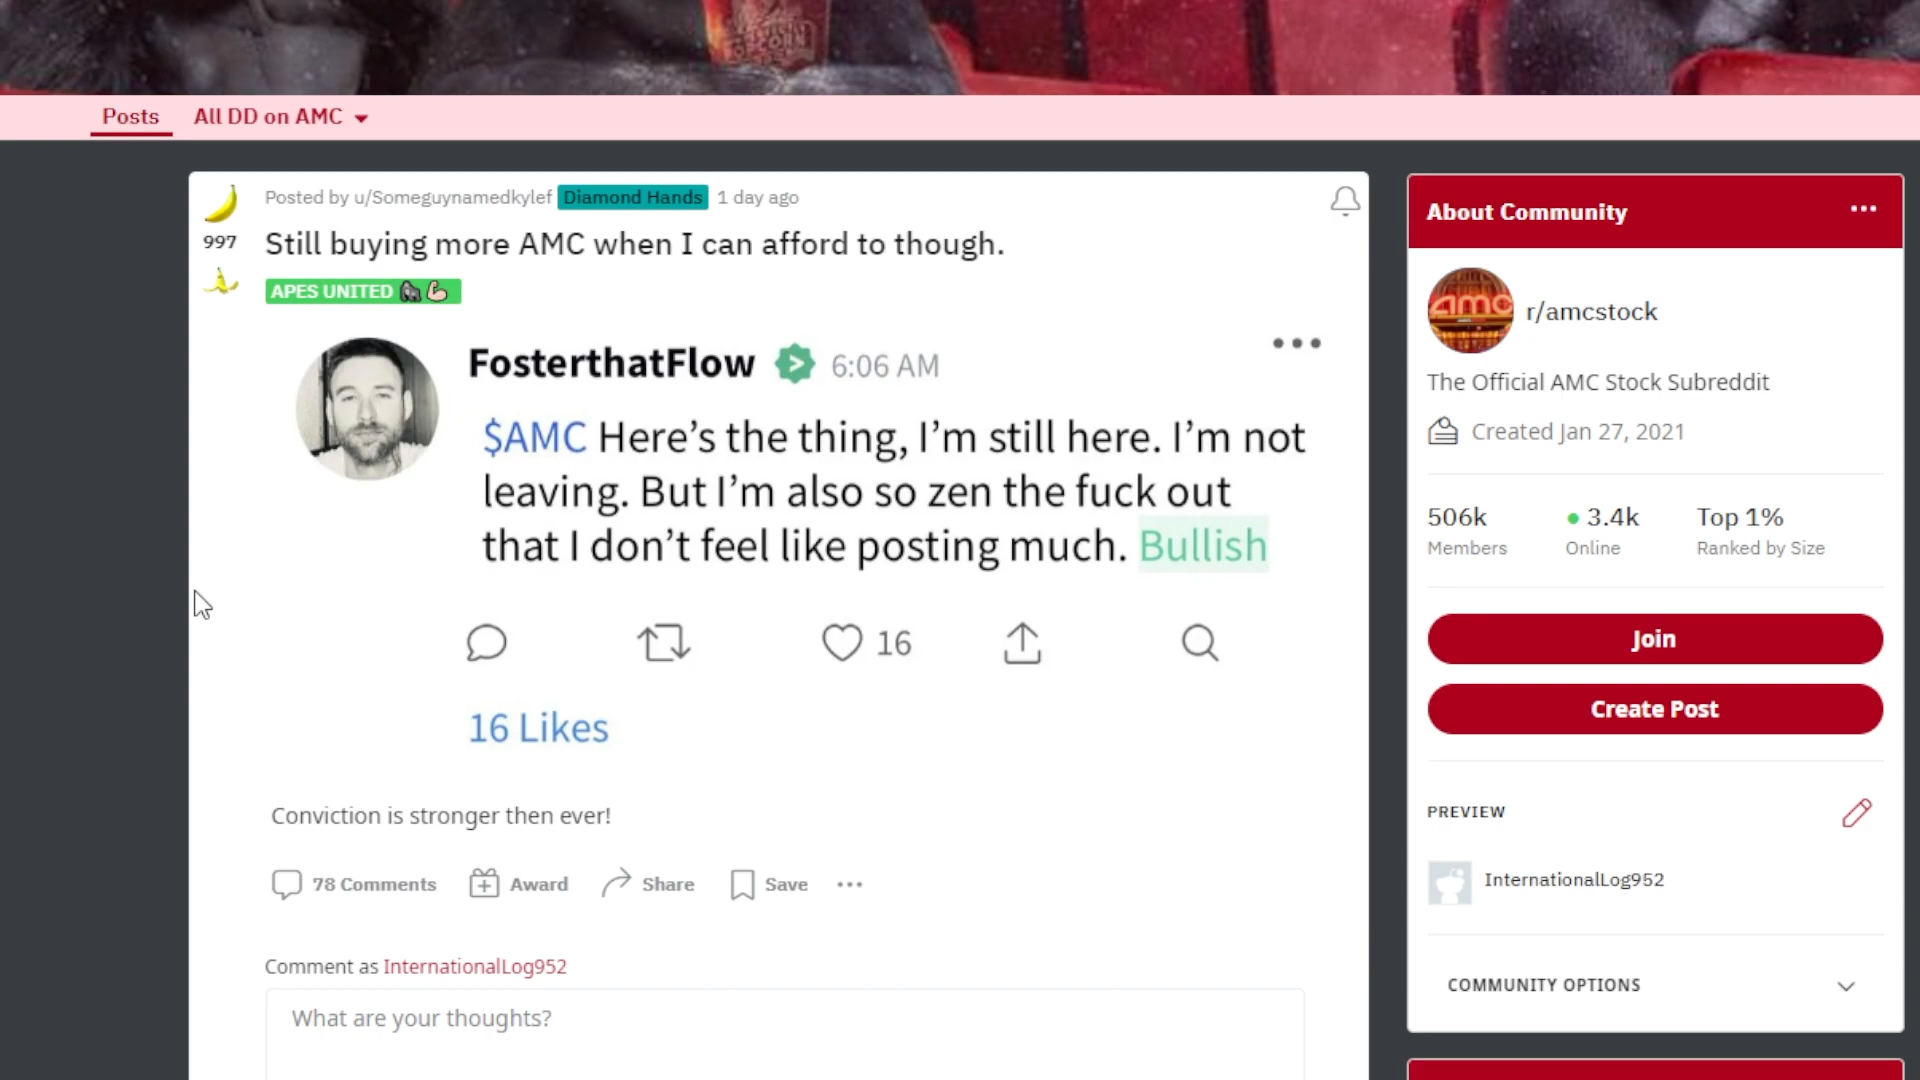 Posts All DD on AMC
Posted by u/Someguynamedkylef Diamond Hands 1 day ago
997
Still buying more AMC when I can afford to though.
APES UNITED 🦍💪🏻
FosterthatFlow 6:06 AM
$AMC Here's the thing, I'm still here. I'm not
leaving. But I'm also so zen the fuck out
that I don't feel like posting much. Bullish
16
16 Likes
Conviction is stronger then ever!
78 Comments Award Share Save
Comment as InternationalLog952
What are your thoughts?
About Community
amc
r/amcstock
The Official AMC Stock Subreddit
Created Jan 27, 2021
506k 3.4k Top 1%
Members Online Ranked by Size
Join
Create Post
PREVIEW
InternationalLog952
COMMUNITY OPTIONS